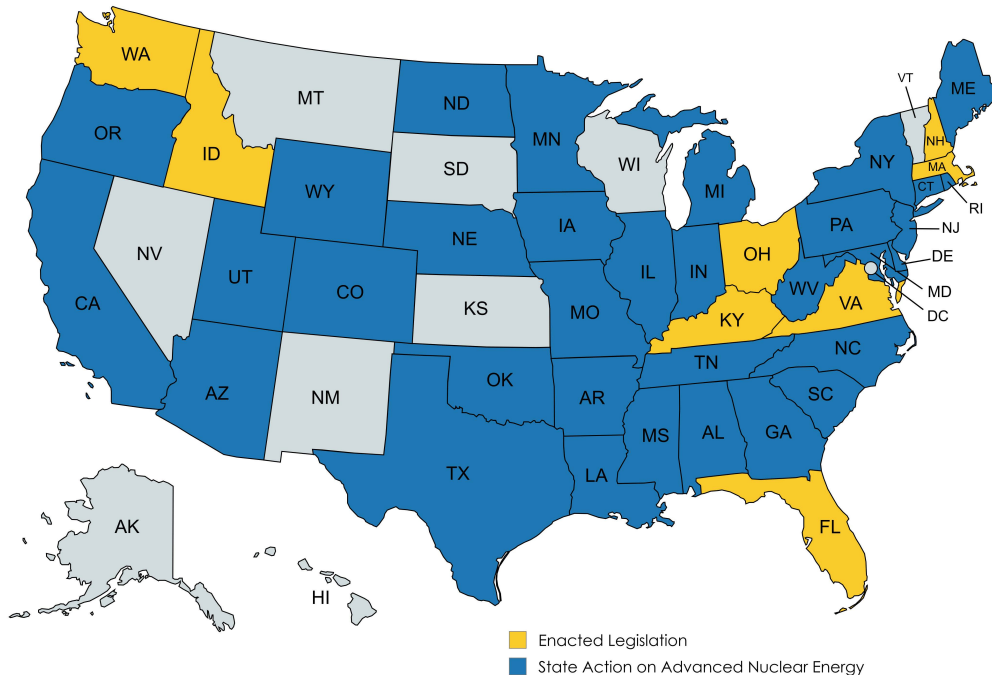 WA
MT
ND
MN
VT
ME
OR
ID
SD
WI
NY
NH
MA
WY
MI
CT
RI
IA
PA
NJ
NE
NV
OH
DE
UT
IL
IN
CO
WV
MD
CA
KS
MO
KY
VA
DC
NC
TN
OK
AZ
NM
AR
SC
MS
AL
GA
TX
LA
AK
FL
HI
Enacted Legislation
State Action on Advanced Nuclear Energy